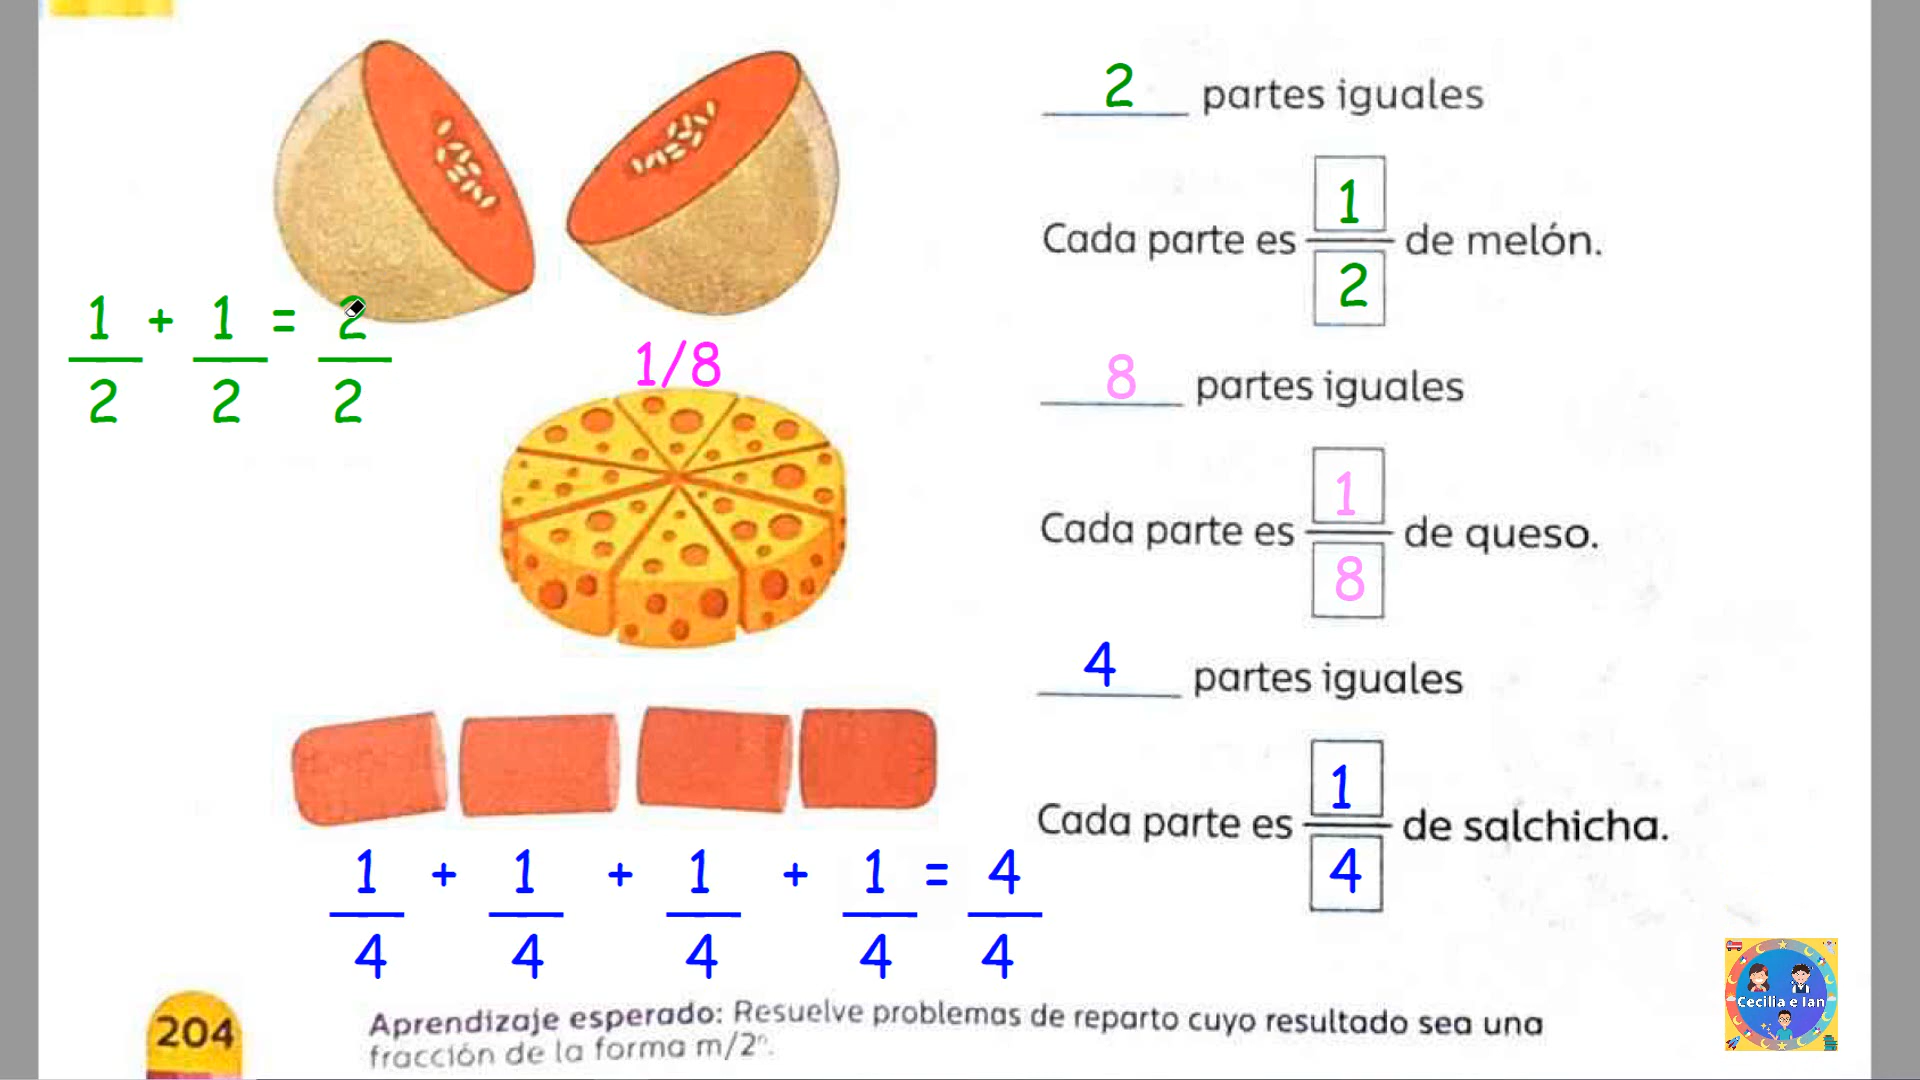 2 partes iguales
Cada parte es 1/2 de melón.
1/2 + 1/2 = 2/2
1/8
8 partes iguales
Cada parte es 1/8 de queso.
4 partes iguales
Cada parte es 1/4 de salchicha.
1/4 + 1/4 + 1/4 + 1/4 = 4/4
204
Aprendizaje esperado: Resuelve problemas de reparto cuyo resultado sea una
fracción de la forma m/2ⁿ.
Cecilia e Ian